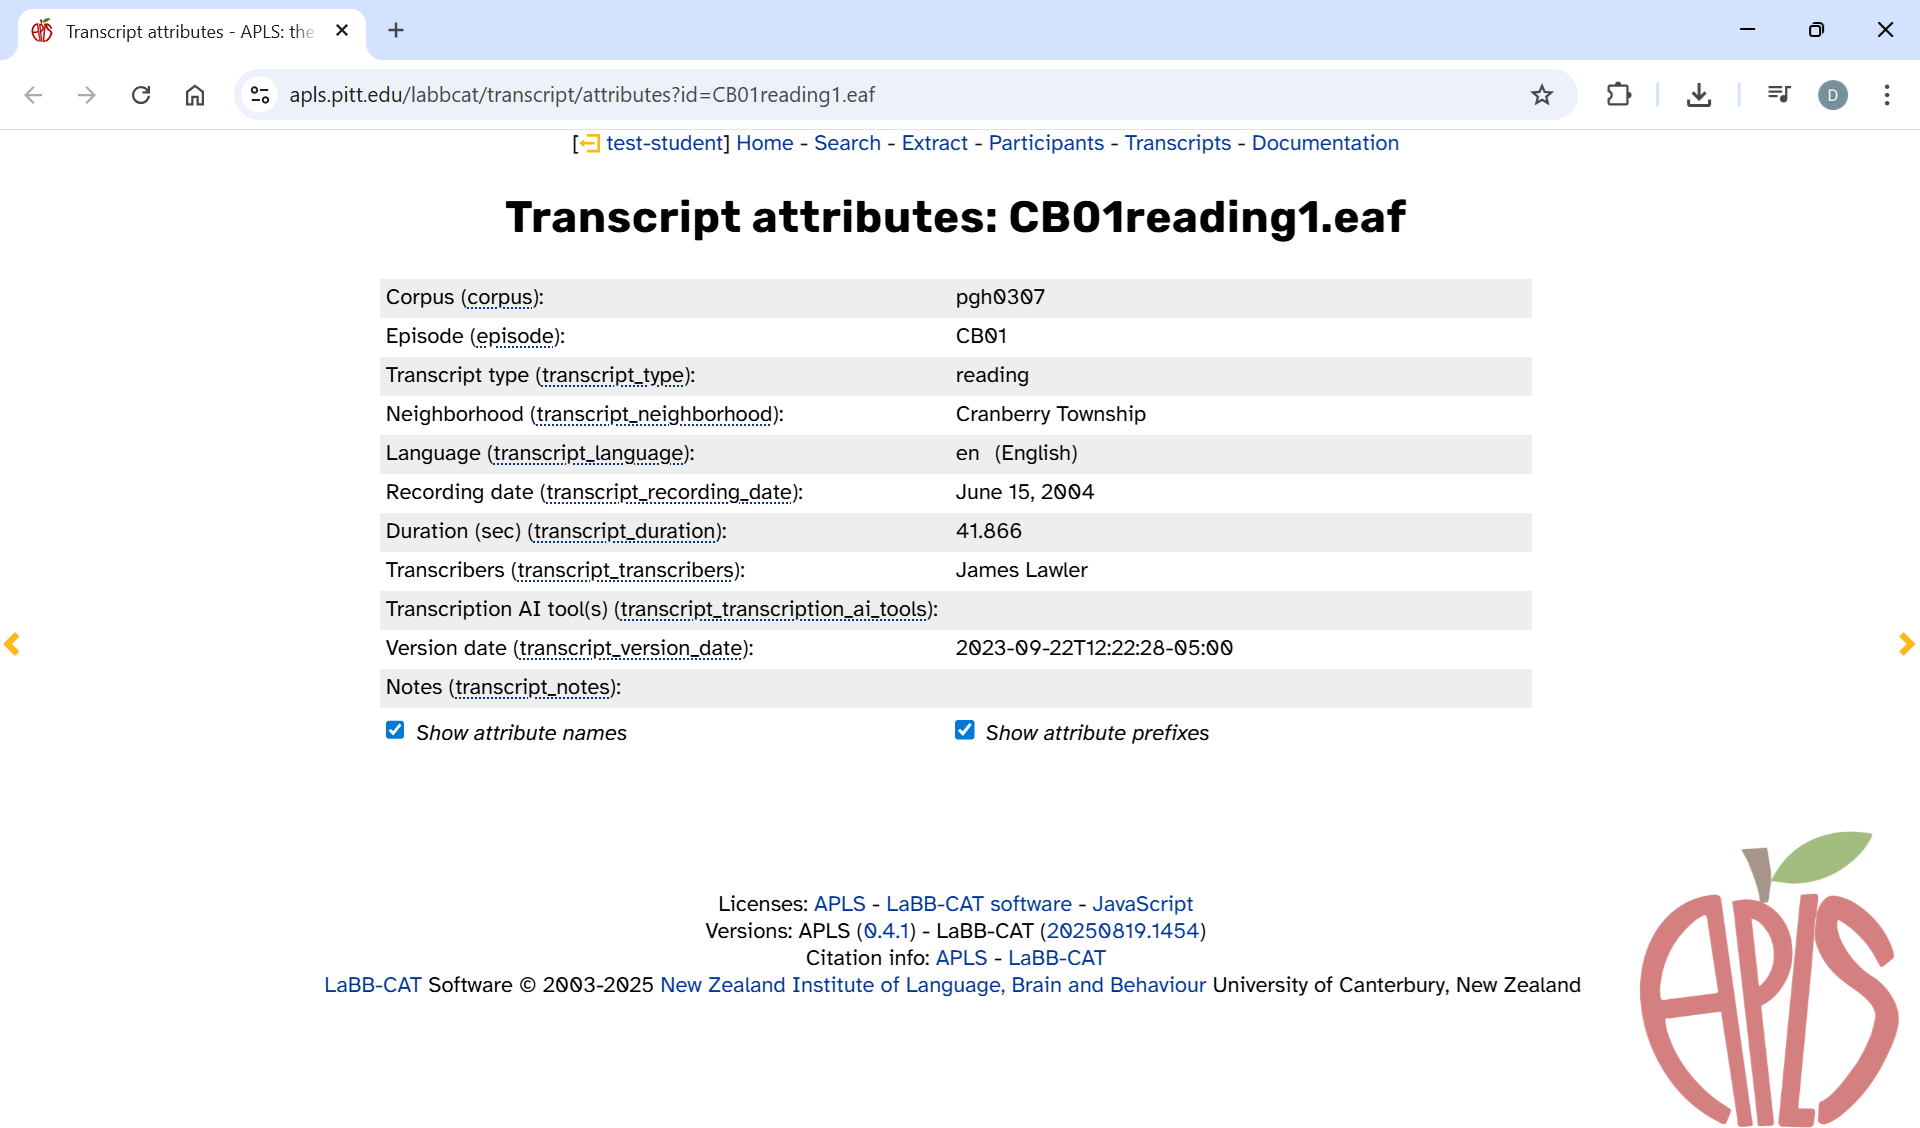 Transcript attributes - APLS: the
apls.pitt.edu/labbcat/transcript/attributes?id=CB01reading1.eaf
D
[test-student] Home - Search - Extract - Participants - Transcripts - Documentation
Transcript attributes: CB01reading1.eaf
Corpus (corpus): pgh0307
Episode (episode): CB01
Transcript type (transcript_type): reading
Neighborhood (transcript_neighborhood): Cranberry Township
Language (transcript_language): en (English)
Recording date (transcript_recording_date): June 15, 2004
Duration (sec) (transcript_duration): 41.866
Transcribers (transcript_transcribers): James Lawler
Transcription AI tool(s) (transcript_transcription_ai_tools):
Version date (transcript_version_date): 2023-09-22T12:22:28-05:00
Notes (transcript_notes):
Show attribute names Show attribute prefixes
Licenses: APLS - LaBB-CAT software - JavaScript
Versions: APLS (0.4.1) - LaBB-CAT (20250819.1454)
Citation info: APLS - LaBB-CAT
LaBB-CAT Software © 2003-2025 New Zealand Institute of Language, Brain and Behaviour University of Canterbury, New Zealand
APLS